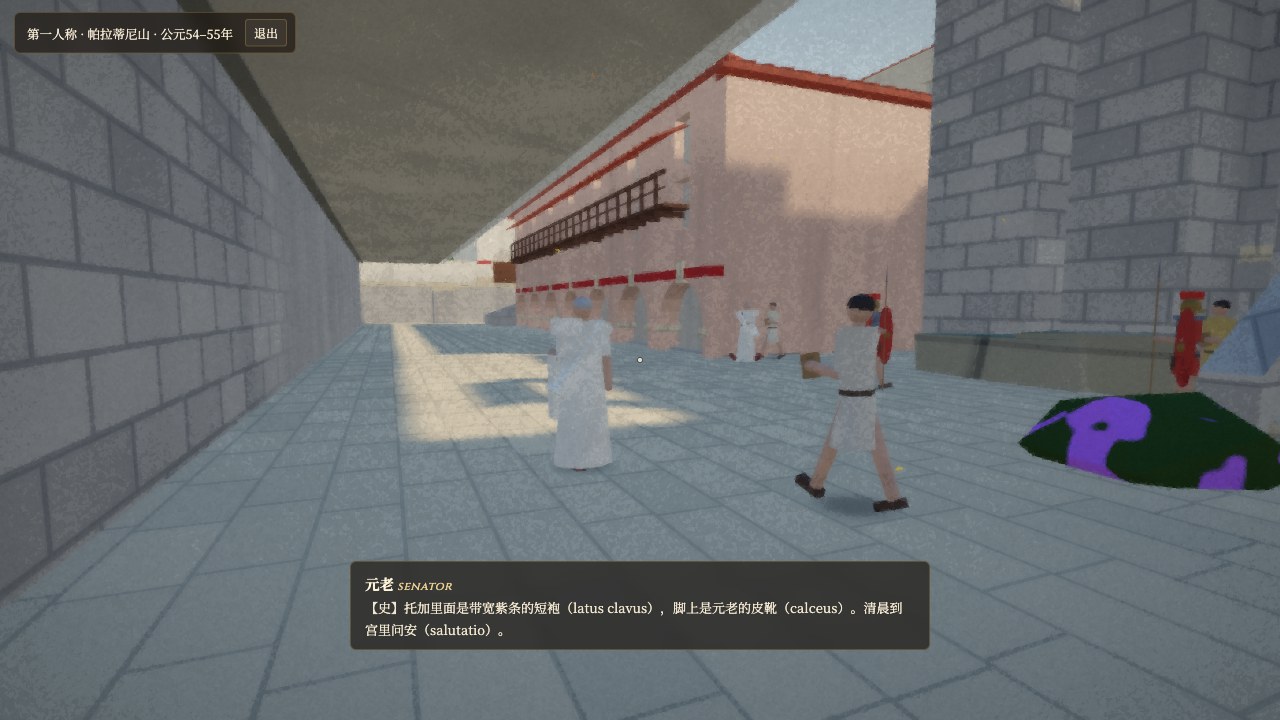 第一人称 · 帕拉蒂尼山 · 公元54–55年 退出
元老 SENATOR
【史】托加里面是带宽紫条的短袍（latus clavus），脚上是元老的皮靴（calceus）。清晨到
宫里问安（salutatio）。